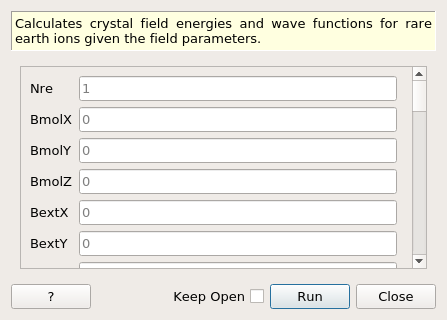 Calculates crystal field energies and wave functions for rare
earth ions given the field parameters.
Nre 1
BmolX 0
BmolY 0
BmolZ 0
BextX 0
BextY 0
? Keep Open Run Close